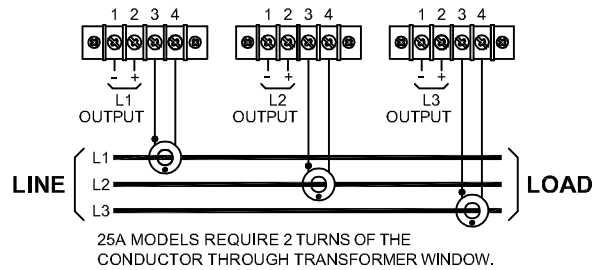 1 2 3 4
1 2 3 4
1 2 3 4
- +
- +
- +
L1
OUTPUT
L2
OUTPUT
L3
OUTPUT
LINE
L1
L2
L3
LOAD
25A MODELS REQUIRE 2 TURNS OF THE
CONDUCTOR THROUGH TRANSFORMER WINDOW.